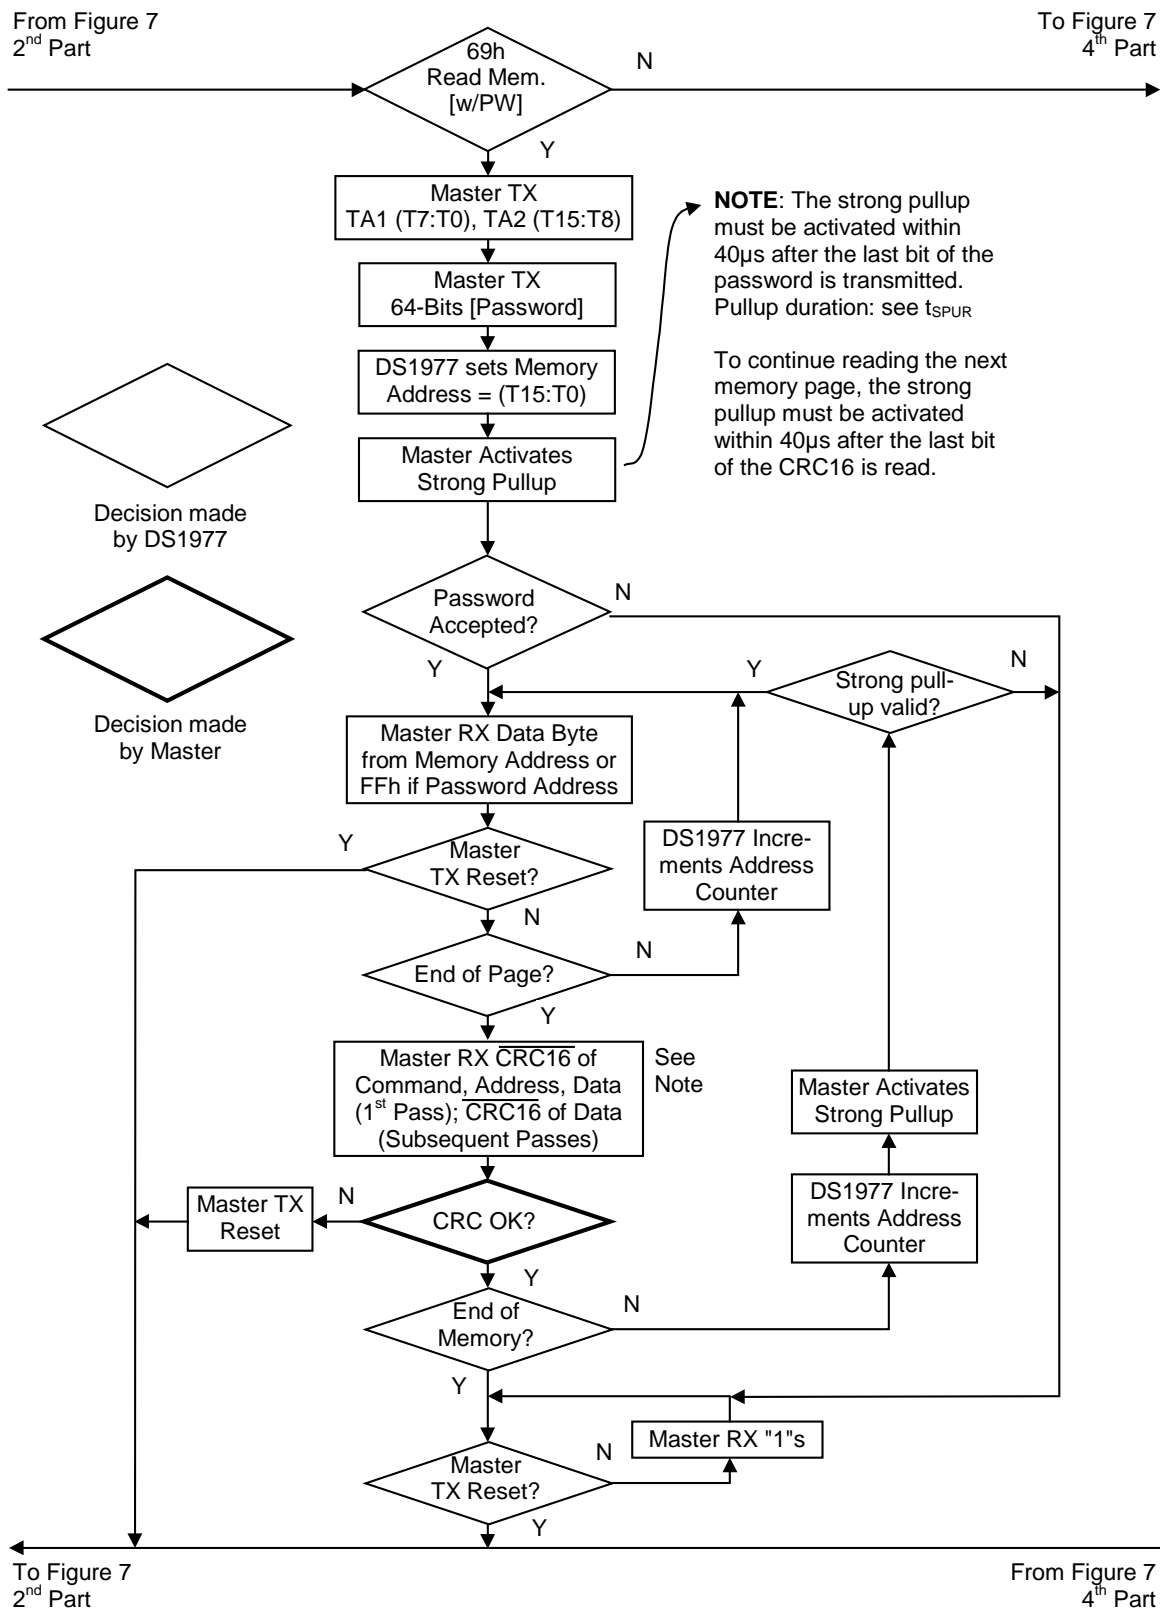 From Figure 7
2nd Part
To Figure 7
4th Part
69h
Read Mem.
[w/PW]
N
Y
Master TX
TA1 (T7:T0), TA2 (T15:T8)
Master TX
64-Bits [Password]
DS1977 sets Memory
Address = (T15:T0)
Master Activates
Strong Pullup
NOTE: The strong pullup
must be activated within
40µs after the last bit of the
password is transmitted.
Pullup duration: see tSPUR
To continue reading the next
memory page, the strong
pullup must be activated
within 40µs after the last bit
of the CRC16 is read.
Decision made
by DS1977
Decision made
by Master
Password
Accepted?
N
Y
Strong pull-
up valid?
Y
N
Master RX Data Byte
from Memory Address or
FFh if Password Address
DS1977 Incre-
ments Address
Counter
Master
TX Reset?
Y
N
End of Page?
N
Y
Master RX CRC16 of
Command, Address, Data
(1st Pass); CRC16 of Data
(Subsequent Passes)
See
Note
Master Activates
Strong Pullup
DS1977 Incre-
ments Address
Counter
CRC OK?
N
Master TX
Reset
Y
End of
Memory?
N
Y
Master RX "1"s
Master
TX Reset?
N
Y
To Figure 7
2nd Part
From Figure 7
4th Part